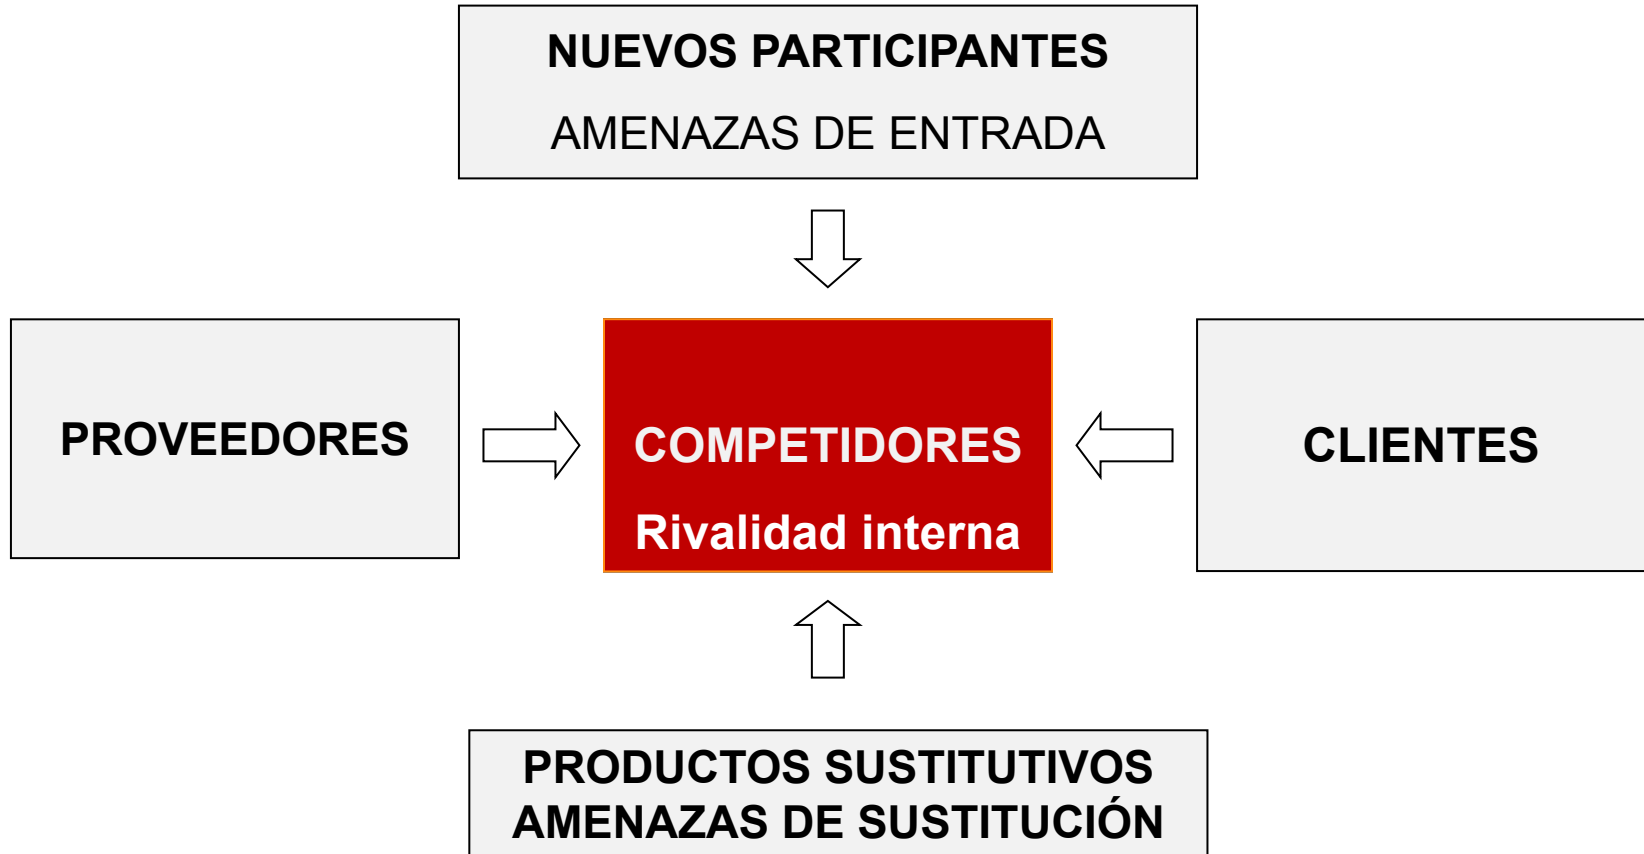 NUEVOS PARTICIPANTES
AMENAZAS DE ENTRADA
PROVEEDORES
COMPETIDORES
Rivalidad interna
CLIENTES
PRODUCTOS SUSTITUTIVOS
AMENAZAS DE SUSTITUCIÓN